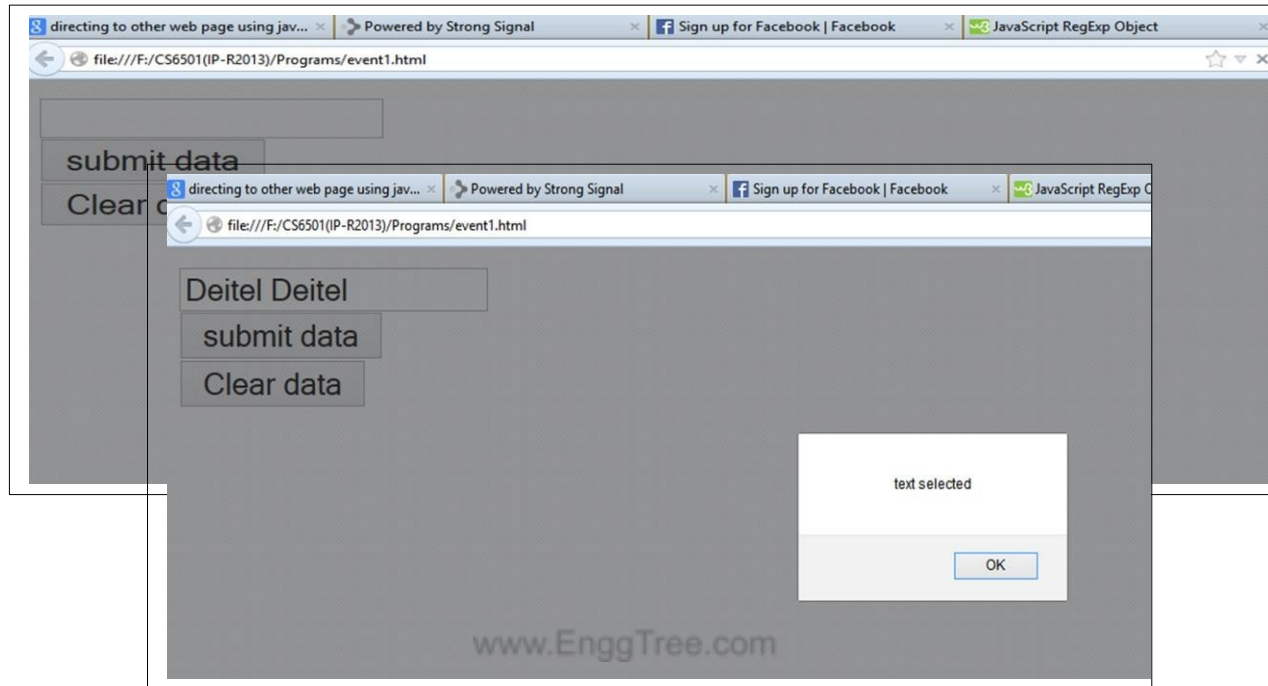 directing to other web page using jav... Powered by Strong Signal Sign up for Facebook | Facebook JavaScript RegExp Object
file:///F:/CS6501(IP-R2013)/Programs/event1.html
submit data
Clear
directing to other web page using jav... Powered by Strong Signal Sign up for Facebook | Facebook JavaScript RegExp
file:///F:/CS6501(IP-R2013)/Programs/event1.html
Deitel Deitel
submit data
Clear data
text selected
OK
www.EnggTree.com